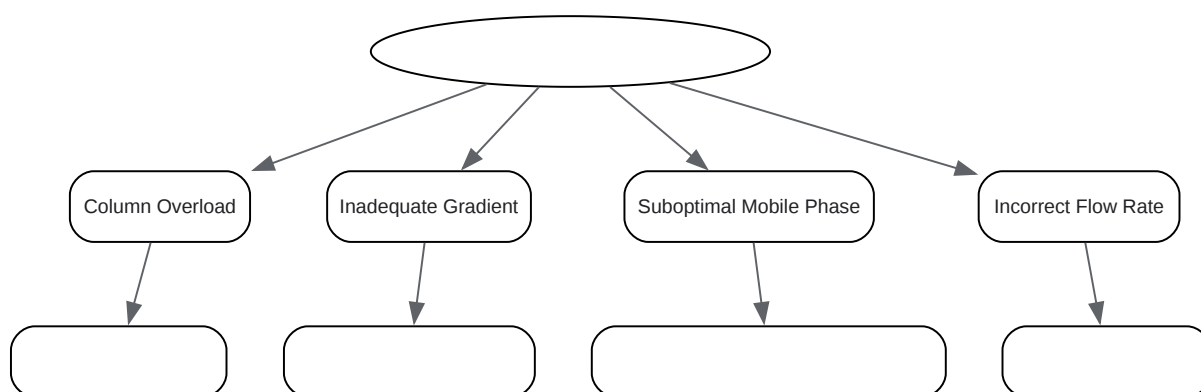 Column Overload
Inadequate Gradient
Suboptimal Mobile Phase
Incorrect Flow Rate